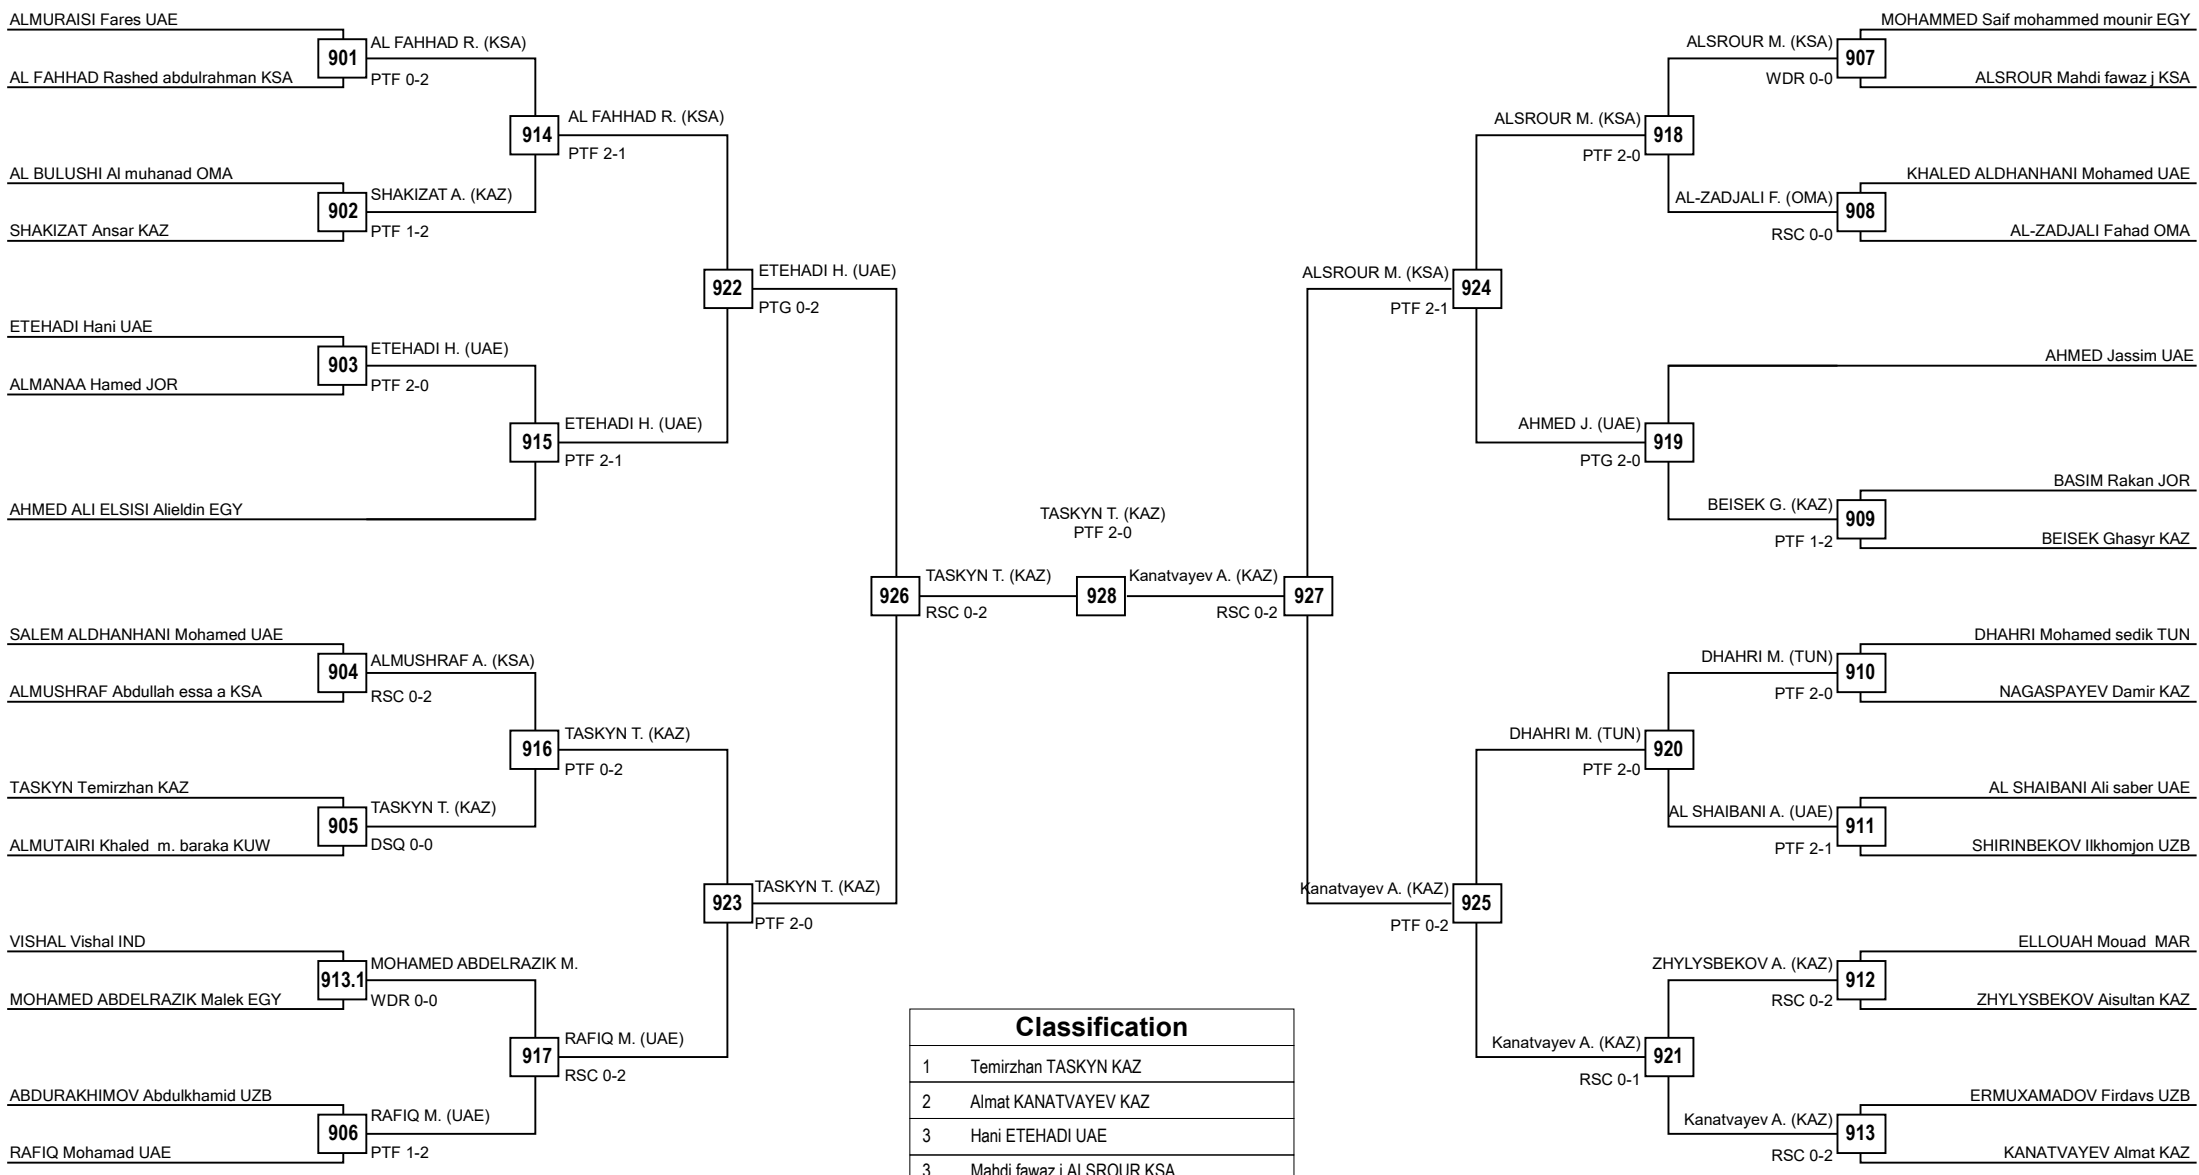 ALMURAISI Fares UAE
901
AL FAHHAD R. (KSA)
AL FAHHAD Rashed abdulrahman KSA
PTF 0-2
914
AL FAHHAD R. (KSA)
PTF 2-1
AL BULUSHI Al muhanad OMA
902
SHAKIZAT A. (KAZ)
SHAKIZAT Ansar KAZ
PTF 1-2
922
ETEHADI H. (UAE)
PTG 0-2
ETEHADI Hani UAE
903
ETEHADI H. (UAE)
ALMANAA Hamed JOR
PTF 2-0
915
ETEHADI H. (UAE)
PTF 2-1
AHMED ALI ELSISI Alieldin EGY
926
TASKYN T. (KAZ)
RSC 0-2
SALEM ALDHANHANI Mohamed UAE
904
ALMUSHRAF A. (KSA)
ALMUSHRAF Abdullah essa a KSA
RSC 0-2
916
TASKYN T. (KAZ)
PTF 0-2
TASKYN Temirzhan KAZ
905
TASKYN T. (KAZ)
ALMUTAIRI Khaled  m. baraka KUW
DSQ 0-0
923
TASKYN T. (KAZ)
PTF 2-0
VISHAL Vishal IND
913.1
MOHAMED ABDELRAZIK M.
MOHAMED ABDELRAZIK Malek EGY
WDR 0-0
917
RAFIQ M. (UAE)
RSC 0-2
ABDURAKHIMOV Abdulkhamid UZB
906
RAFIQ M. (UAE)
RAFIQ Mohamad UAE
PTF 1-2
TASKYN T. (KAZ)
PTF 2-0
928
MOHAMMED Saif mohammed mounir EGY
ALSROUR M. (KSA)
907
WDR 0-0
ALSROUR Mahdi fawaz j KSA
ALSROUR M. (KSA)
918
PTF 2-0
KHALED ALDHANHANI Mohamed UAE
AL-ZADJALI F. (OMA)
908
RSC 0-0
AL-ZADJALI Fahad OMA
ALSROUR M. (KSA)
924
PTF 2-1
AHMED Jassim UAE
AHMED J. (UAE)
919
PTG 2-0
BASIM Rakan JOR
BEISEK G. (KAZ)
909
PTF 1-2
BEISEK Ghasyr KAZ
Kanatvayev A. (KAZ)
927
RSC 0-2
DHAHRI Mohamed sedik TUN
DHAHRI M. (TUN)
910
PTF 2-0
NAGASPAYEV Damir KAZ
DHAHRI M. (TUN)
920
PTF 2-0
AL SHAIBANI Ali saber UAE
AL SHAIBANI A. (UAE)
911
PTF 2-1
SHIRINBEKOV Ilkhomjon UZB
Kanatvayev A. (KAZ)
925
PTF 0-2
ELLOUAH Mouad  MAR
ZHYLYSBEKOV A. (KAZ)
912
RSC 0-2
ZHYLYSBEKOV Aisultan KAZ
Kanatvayev A. (KAZ)
921
RSC 0-1
ERMUXAMADOV Firdavs UZB
Kanatvayev A. (KAZ)
913
RSC 0-2
KANATVAYEV Almat KAZ
Classification
1 Temirzhan TASKYN KAZ
2 Almat KANATVAYEV KAZ
3 Hani ETEHADI UAE
3 Mahdi fawaz j ALSROUR KSA